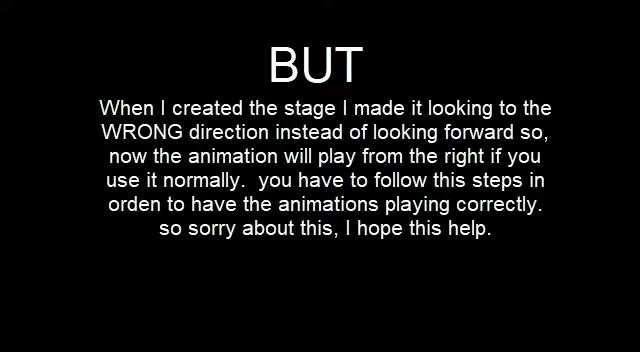 BUT
When I created the stage I made it looking to the
WRONG direction instead of looking forward so,
now the animation will play from the right if you
use it normally.  you have to follow this steps in
orden to have the animations playing correctly.
so sorry about this, I hope this help.